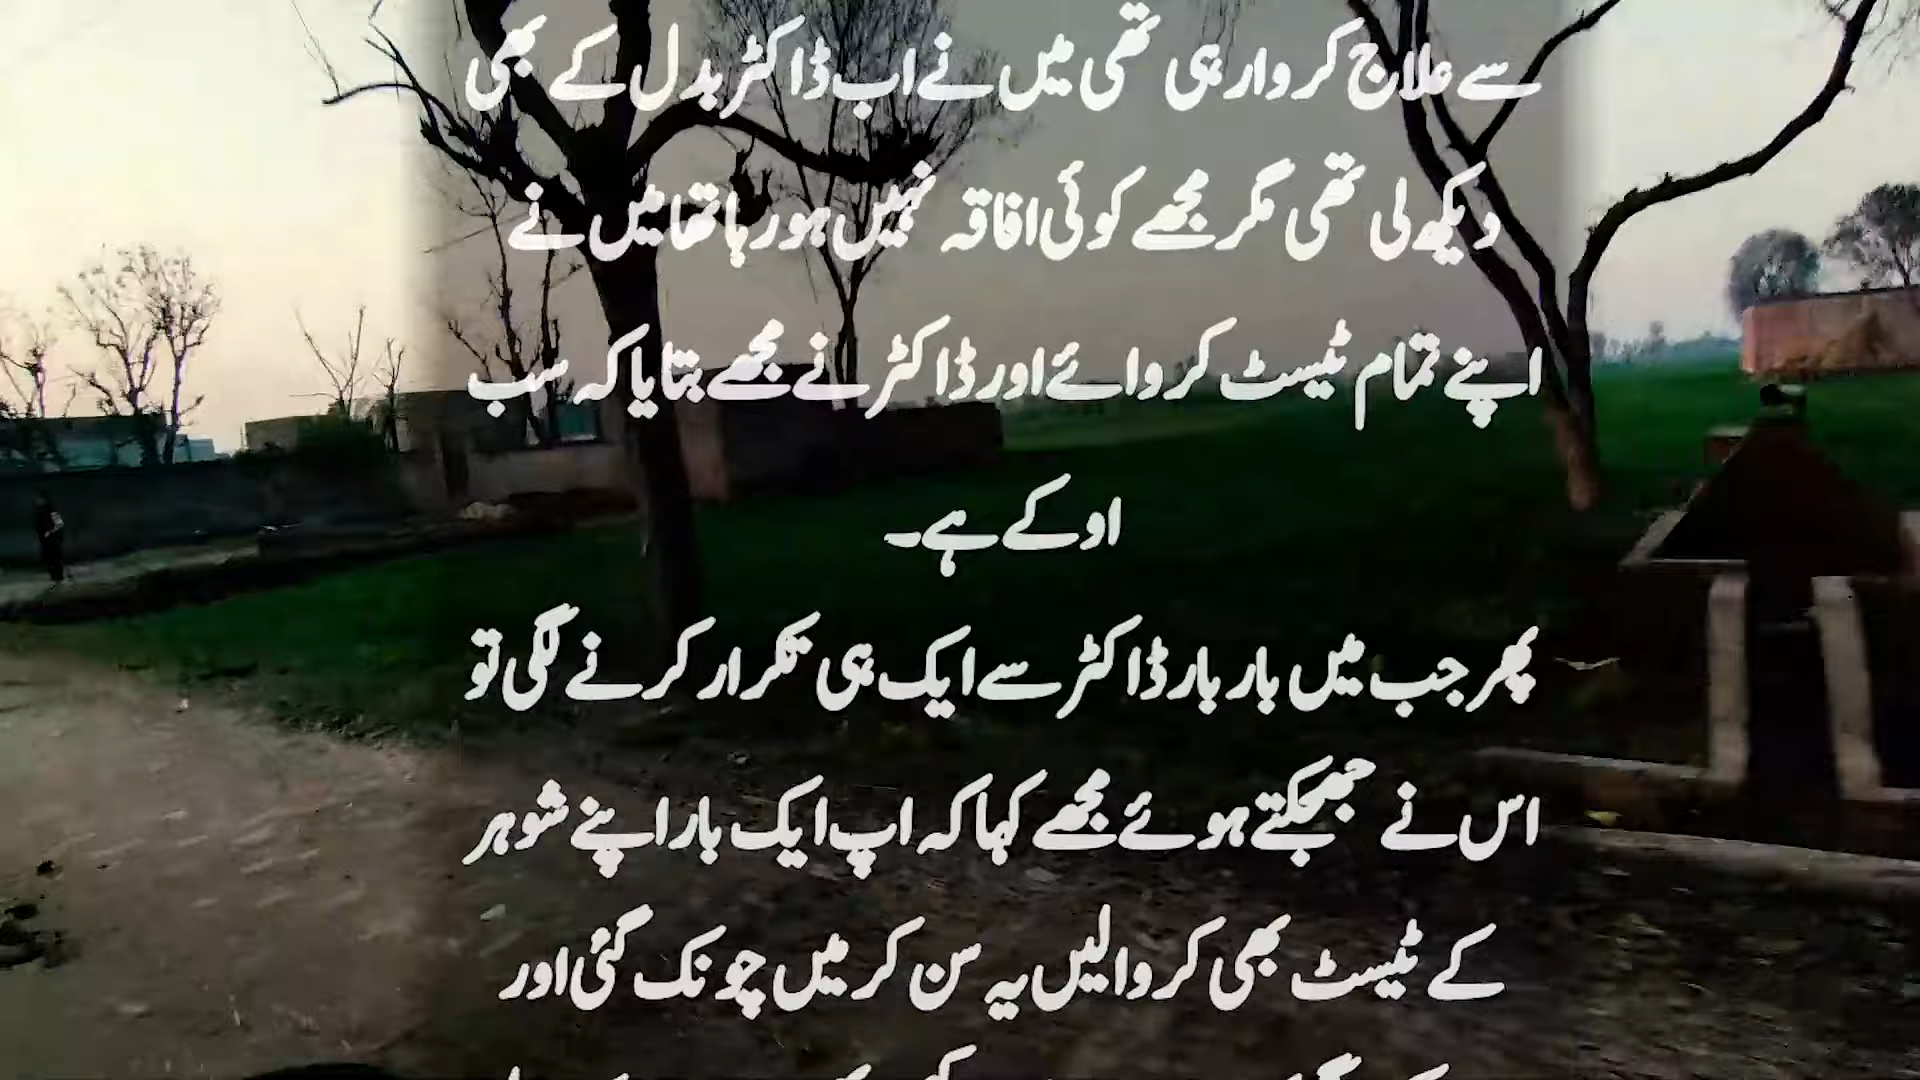 سے علاج کروا رہی تھی میں نے اب ڈاکٹر بدل کے بھی
دیکھ لی تھی مگر مجھے کوئی افاقہ نہیں ہو رہا تھا میں نے
اپنے تمام ٹیسٹ کروائے اور ڈاکٹر نے مجھے بتایا کہ سب
اوکے ہے۔
پھر جب میں بار بار ڈاکٹر سے ایک ہی تکرار کرنے لگی تو
اس نے جھجکتے ہوئے مجھے کہا کہ اپ ایک بار اپنے شوہر
کے ٹیسٹ بھی کروا لیں یہ سن کر میں چونک گئی اور